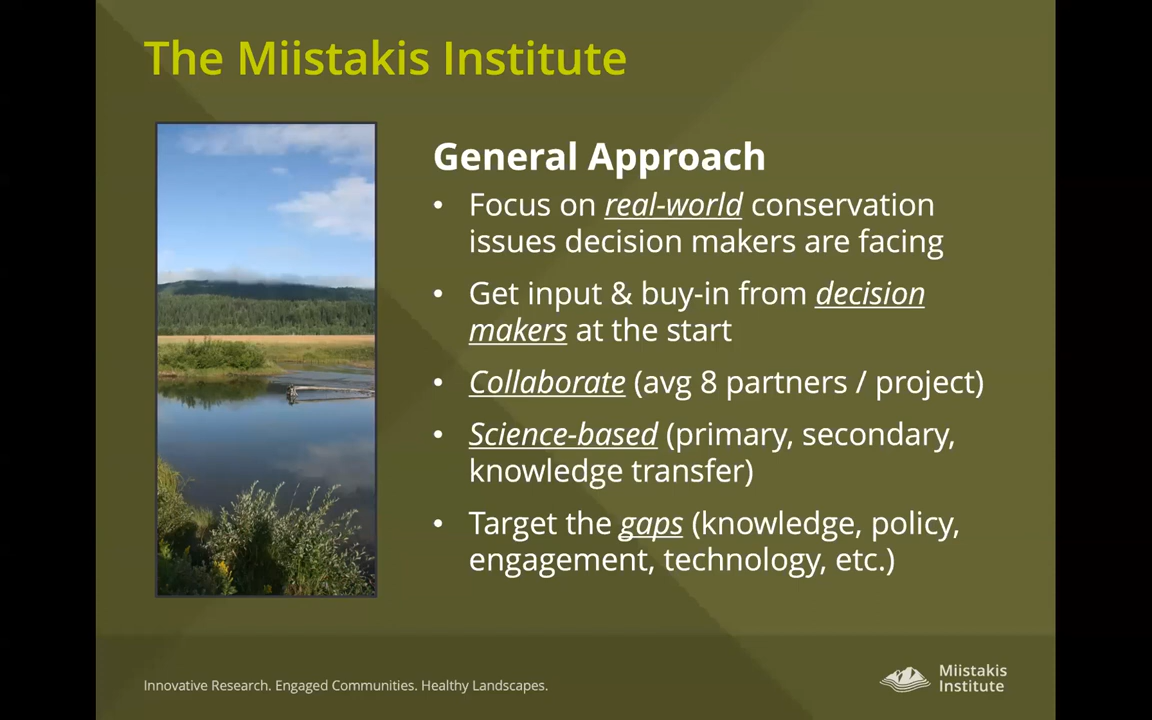 The Miistakis Institute
General Approach
• Focus on real-world conservation
issues decision makers are facing
• Get input & buy-in from decision
makers at the start
• Collaborate (avg 8 partners / project)
• Science-based (primary, secondary,
knowledge transfer)
• Target the gaps (knowledge, policy,
engagement, technology, etc.)
Innovative Research. Engaged Communities. Healthy Landscapes.
Miistakis
Institute